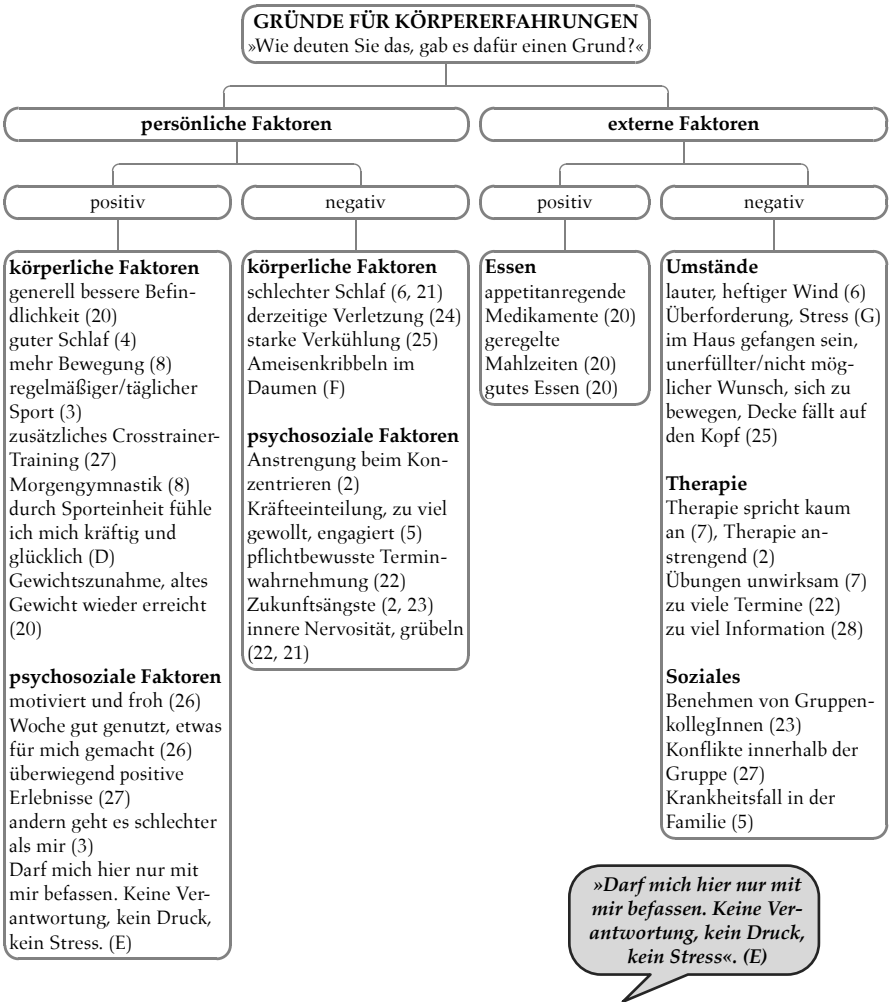 GRÜNDE FÜR KÖRPERERFAHRUNGEN
»Wie deuten Sie das, gab es dafür einen Grund?«
persönliche Faktoren
externe Faktoren
positiv
negativ
positiv
negativ
körperliche Faktoren
generell bessere Befin-
dlichkeit (20)
guter Schlaf (4)
mehr Bewegung (8)
regelmäßiger/täglicher
Sport (3)
zusätzliches Crosstrainer-
Training (27)
Morgengymnastik (8)
durch Sporteinheit fühle
ich mich kräftig und
glücklich (D)
Gewichtszunahme, altes
Gewicht wieder erreicht
(20)
psychosoziale Faktoren
motiviert und froh (26)
Woche gut genutzt, etwas
für mich gemacht (26)
überwiegend positive
Erlebnisse (27)
andern geht es schlechter
als mir (3)
Darf mich hier nur mit
mir befassen. Keine Ver-
antwortung, kein Druck,
kein Stress. (E)
körperliche Faktoren
schlechter Schlaf (6, 21)
derzeitige Verletzung (24)
starke Verkühlung (25)
Ameisenkribbeln im
Daumen (F)
psychosoziale Faktoren
Anstrengung beim Kon-
zentrieren (2)
Kräfteeinteilung, zu viel
gewollt, engagiert (5)
pflichtbewusste Termin-
wahrnehmung (22)
Zukunftsängste (2, 23)
innere Nervosität, grübeln
(22, 21)
Essen
appetitanregende
Medikamente (20)
geregelte
Mahlzeiten (20)
gutes Essen (20)
Umstände
lauter, heftiger Wind (6)
Überforderung, Stress (G)
im Haus gefangen sein,
unerfüllter/nicht mög-
licher Wunsch, sich zu
bewegen, Decke fällt auf
den Kopf (25)
Therapie
Therapie spricht kaum
an (7), Therapie an-
strengend (2)
Übungen unwirksam (7)
zu viele Termine (22)
zu viel Information (28)
Soziales
Benehmen von Gruppen-
kollegInnen (23)
Konflikte innerhalb der
Gruppe (27)
Krankheitsfall in der
Familie (5)
»Darf mich hier nur mit
mir befassen. Keine Ver-
antwortung, kein Druck,
kein Stress«. (E)